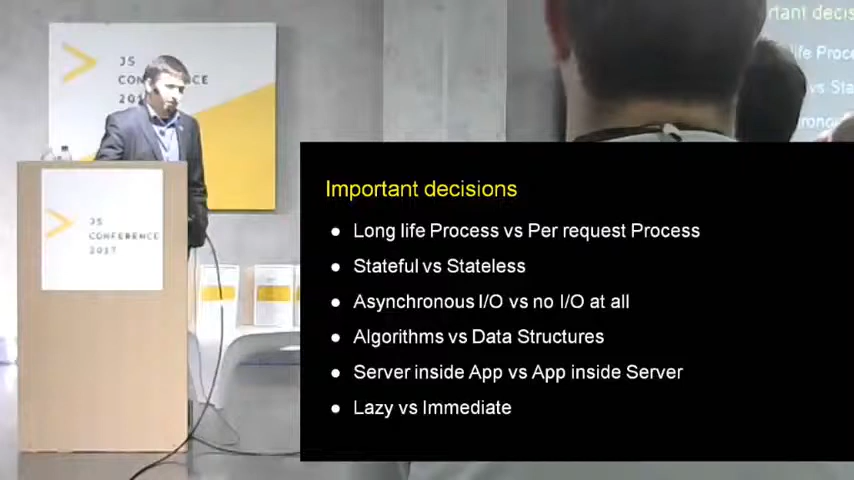 JS
CONFERENCE
JS
CONFERENCE
2017
Important decisions
● Long life Process vs Per request Process
● Stateful vs Stateless
● Asynchronous I/O vs no I/O at all
● Algorithms vs Data Structures
● Server inside App vs App inside Server
● Lazy vs Immediate